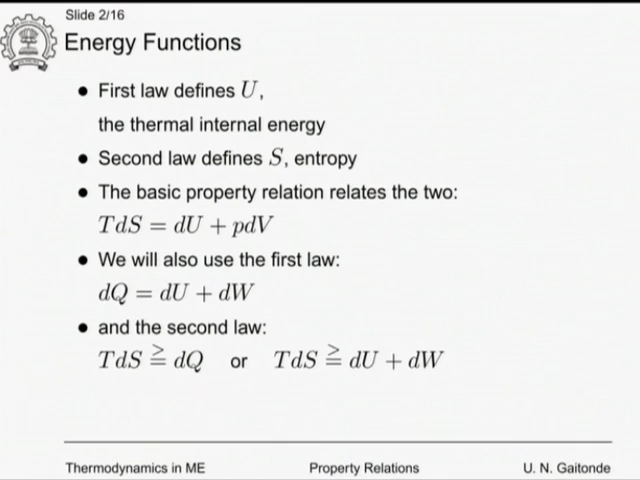 Slide 2/16
Energy Functions
• First law defines U,
the thermal internal energy
• Second law defines S, entropy
• The basic property relation relates the two:
TdS = dU + pdV
• We will also use the first law:
dQ = dU + dW
• and the second law:
TdS ≧ dQ or TdS ≧ dU + dW
Thermodynamics in ME Property Relations U. N. Gaitonde